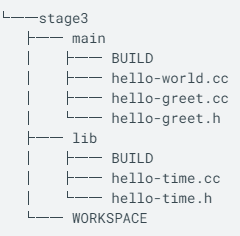 └──stage3
├── main
│ ├── BUILD
│ ├── hello-world.cc
│ ├── hello-greet.cc
│ └── hello-greet.h
├── lib
│ ├── BUILD
│ ├── hello-time.cc
│ └── hello-time.h
└── WORKSPACE